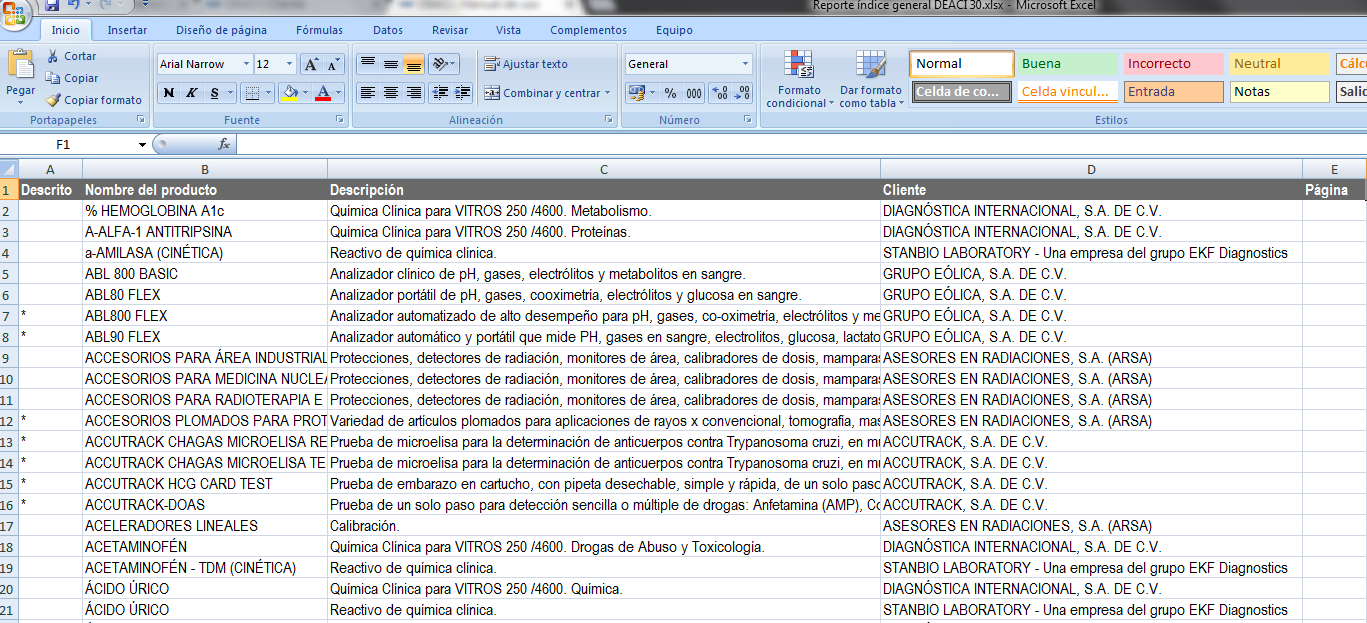 Reporte índice general DEACI 30.xlsx - Microsoft Excel
Inicio Insertar Diseño de página Fórmulas Datos Revisar Vista Complementos Equipo
Pegar
Cortar
Copiar
Copiar formato
Portapapeles
Arial Narrow 12
N K S
Fuente
Ajustar texto
Combinar y centrar
Alineación
General
% 000
Número
Formato condicional
Dar formato como tabla
Normal Buena Incorrecto Neutral Cálcu
Celda de co... Celda vincul... Entrada Notas Salid
Estilos
F1 fx
A B C D E
1 Descrito Nombre del producto Descripción Cliente Página
2 % HEMOGLOBINA A1c Química Clínica para VITROS 250 /4600. Metabolismo. DIAGNÓSTICA INTERNACIONAL, S.A. DE C.V.
3 A-ALFA-1 ANTITRIPSINA Química Clínica para VITROS 250 /4600. Proteínas. DIAGNÓSTICA INTERNACIONAL, S.A. DE C.V.
4 a-AMILASA (CINÉTICA) Reactivo de química clínica. STANBIO LABORATORY - Una empresa del grupo EKF Diagnostics
5 ABL 800 BASIC Analizador clínico de pH, gases, electrólitos y metabolitos en sangre. GRUPO EÓLICA, S.A. DE C.V.
6 ABL80 FLEX Analizador portátil de pH, gases, cooximetría, electrólitos y glucosa en sangre. GRUPO EÓLICA, S.A. DE C.V.
7 * ABL800 FLEX Analizador automatizado de alto desempeño para pH, gases, co-oximetría, electrólitos y me GRUPO EÓLICA, S.A. DE C.V.
8 * ABL90 FLEX Analizador automático y portátil que mide PH, gases en sangre, electrolitos, glucosa, lactato GRUPO EÓLICA, S.A. DE C.V.
9 ACCESORIOS PARA ÁREA INDUSTRIAL Protecciones, detectores de radiación, monitores de área, calibradores de dosis, mampara ASESORES EN RADIACIONES, S.A. (ARSA)
10 ACCESORIOS PARA MEDICINA NUCLEA Protecciones, detectores de radiación, monitores de área, calibradores de dosis, mampara ASESORES EN RADIACIONES, S.A. (ARSA)
11 ACCESORIOS PARA RADIOTERAPIA E Protecciones, detectores de radiación, monitores de área, calibradores de dosis, mampara ASESORES EN RADIACIONES, S.A. (ARSA)
12 * ACCESORIOS PLOMADOS PARA PROT Variedad de artículos plomados para aplicaciones de rayos x convencional, tomografía, mas ASESORES EN RADIACIONES, S.A. (ARSA)
13 * ACCUTRACK CHAGAS MICROELISA RE Prueba de microelisa para la determinación de anticuerpos contra Trypanosoma cruzi, en mu ACCUTRACK, S.A. DE C.V.
14 * ACCUTRACK CHAGAS MICROELISA TE Prueba de microelisa para la determinación de anticuerpos contra Trypanosoma cruzi, en mu ACCUTRACK, S.A. DE C.V.
15 * ACCUTRACK HCG CARD TEST Prueba de embarazo en cartucho, con pipeta desechable, simple y rápida, de un solo paso ACCUTRACK, S.A. DE C.V.
16 * ACCUTRACK-DOAS Prueba de un solo paso para detección sencilla o múltiple de drogas: Anfetamina (AMP), Co ACCUTRACK, S.A. DE C.V.
17 ACELERADORES LINEALES Calibración. ASESORES EN RADIACIONES, S.A. (ARSA)
18 ACETAMINOFÉN Química Clínica para VITROS 250 /4600. Drogas de Abuso y Toxicología. DIAGNÓSTICA INTERNACIONAL, S.A. DE C.V.
19 ACETAMINOFÉN - TDM (CINÉTICA) Reactivo de química clínica. STANBIO LABORATORY - Una empresa del grupo EKF Diagnostics
20 ÁCIDO ÚRICO Química Clínica para VITROS 250 /4600. Química. DIAGNÓSTICA INTERNACIONAL, S.A. DE C.V.
21 ÁCIDO ÚRICO Reactivo de química clínica. STANBIO LABORATORY - Una empresa del grupo EKF Diagnostics